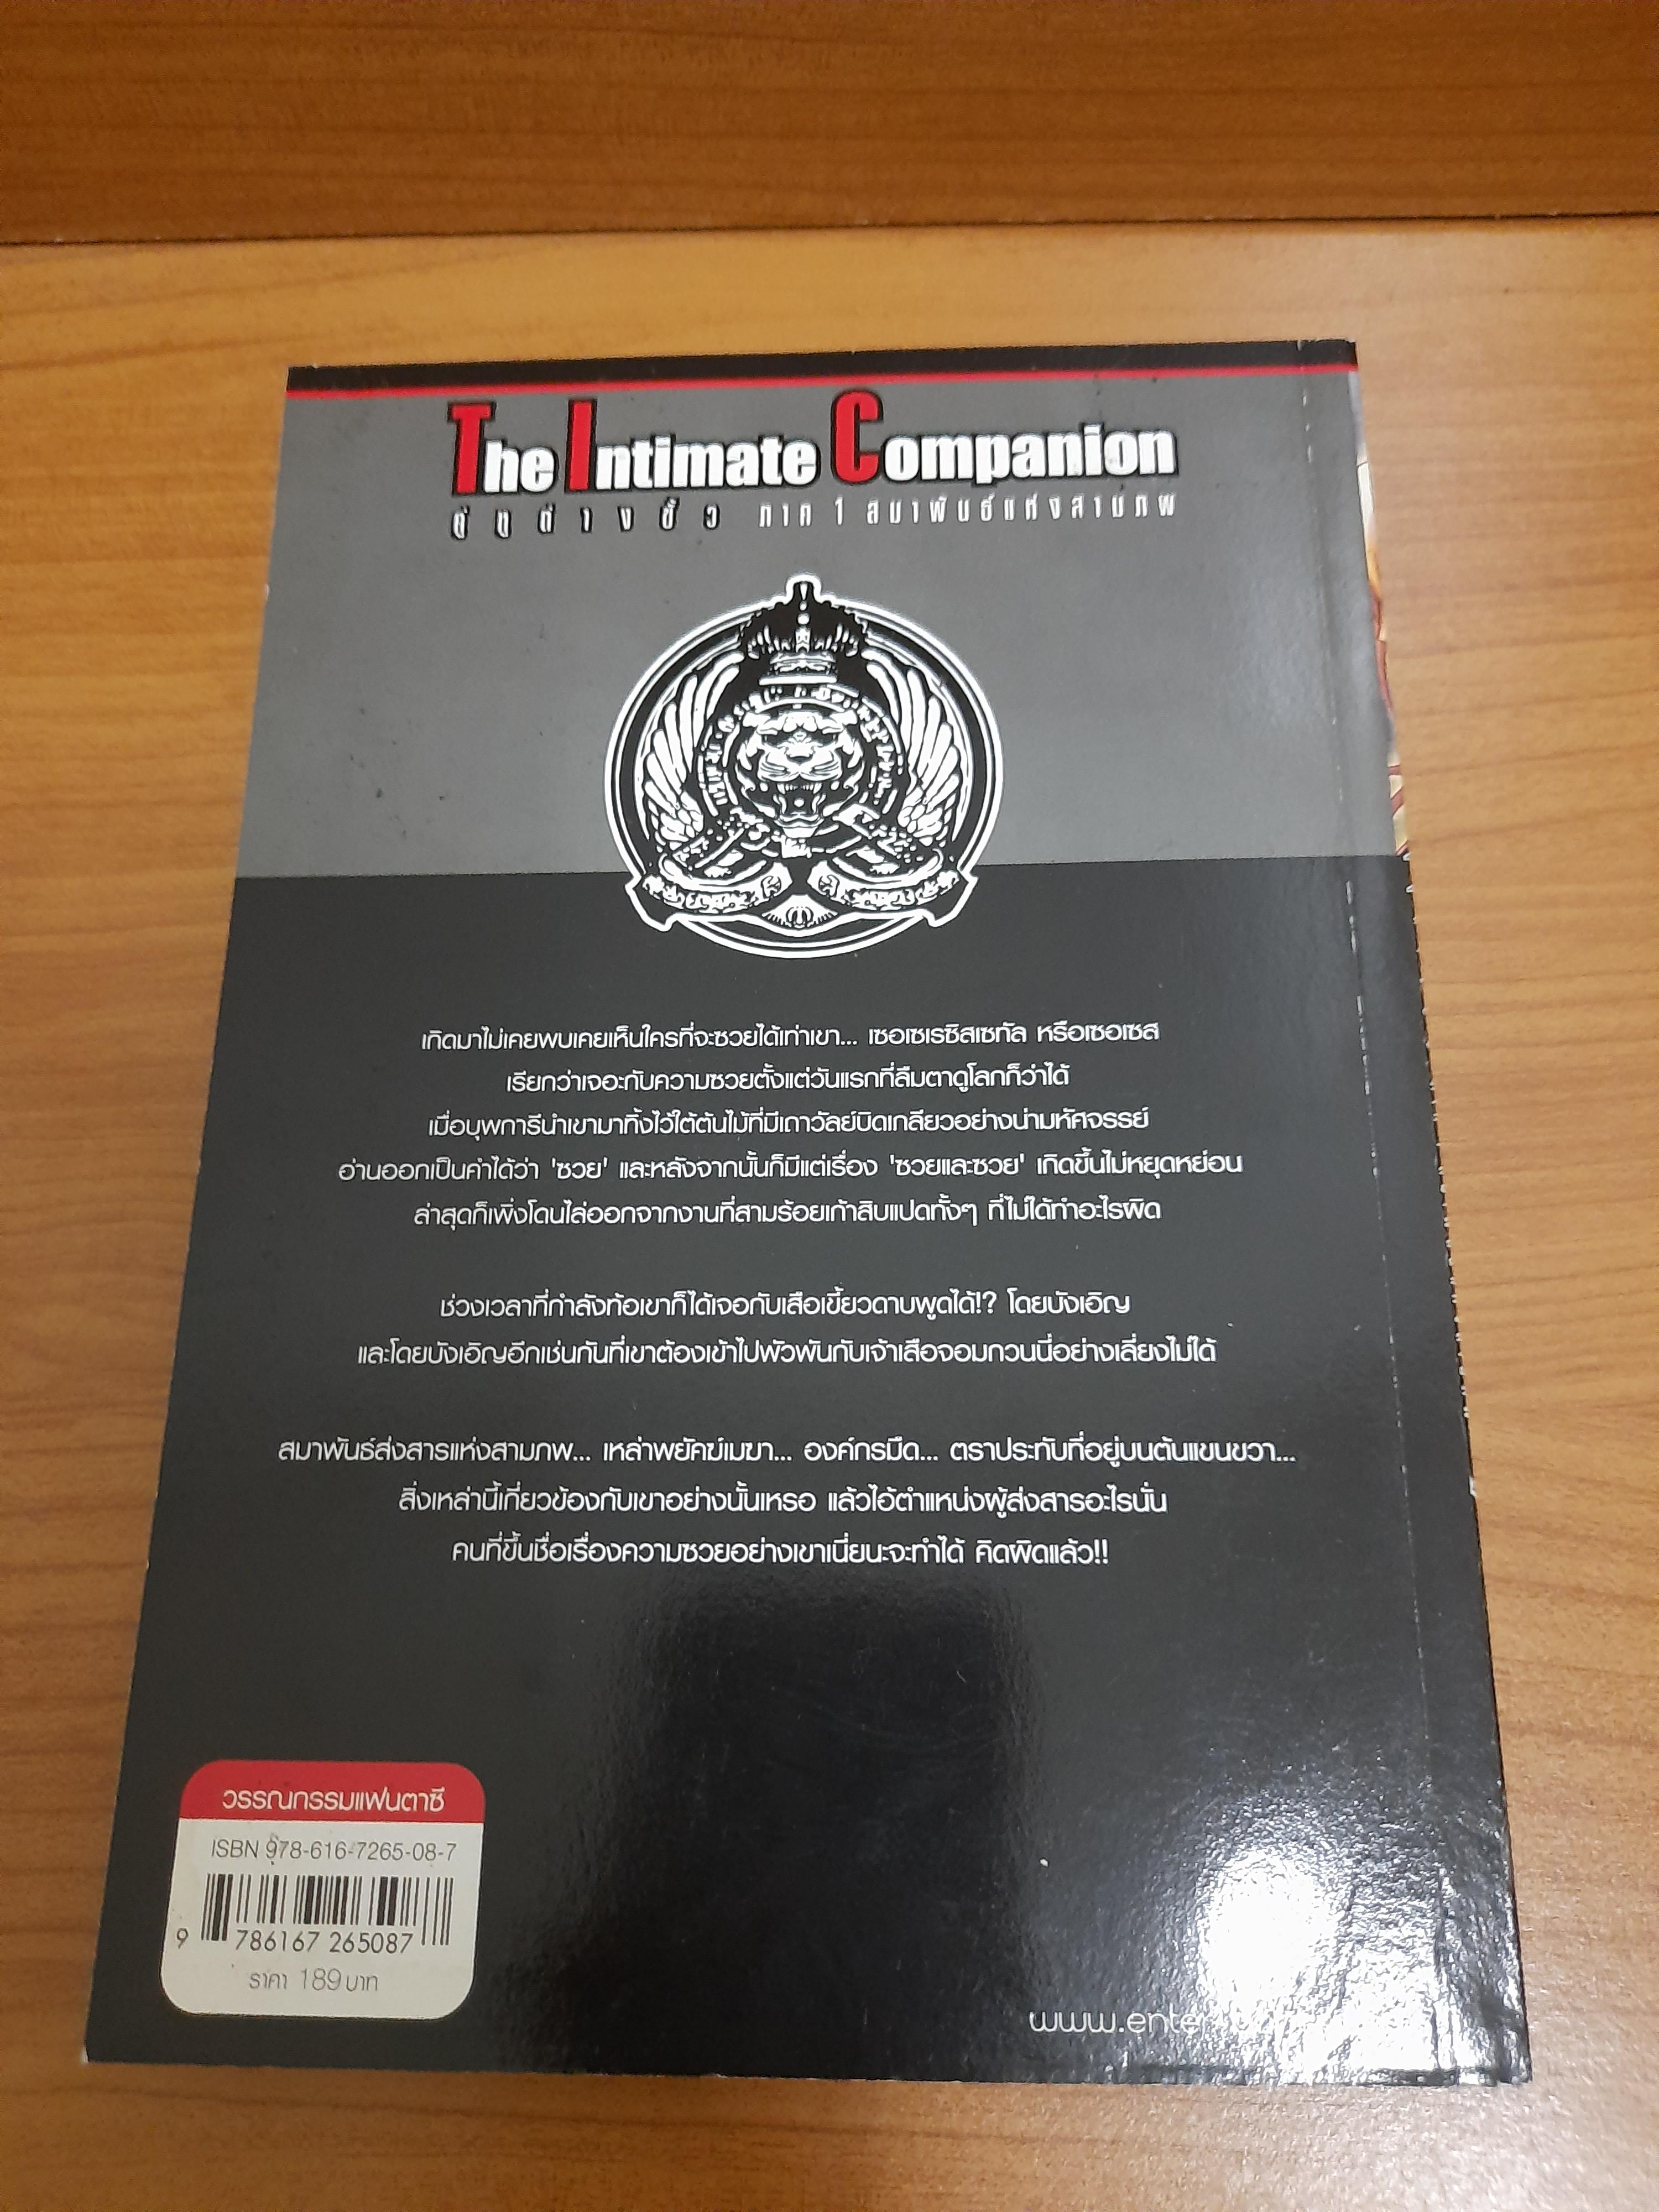 The Intimate Companion
คู่หูต่างขั้ว ภาค 1 สมาพันธ์แห่งสามภพ
เกิดมาไม่เคยพบเคยเห็นใครที่จะซวยได้เท่าเขา... เซอเซเรซิสเซทัล หรือเซอเซส
เรียกว่าเจอะกับความซวยตั้งแต่วันแรกที่ลืมตาดูโลกก็ว่าได้
เมื่อบุพการีนำเขามาทิ้งไว้ใต้ต้นไม้ที่มีเถาวัลย์บิดเกลียวอย่างน่ามหัศจรรย์
อ่านออกเป็นคำได้ว่า 'ซวย' และหลังจากนั้นก็มีแต่เรื่อง 'ซวยและซวย' เกิดขึ้นไม่หยุดหย่อน
ล่าสุดก็เพิ่งโดนไล่ออกจากงานที่สามร้อยเก้าสิบแปดทั้งๆ ที่ไม่ได้ทำอะไรผิด
ช่วงเวลาที่กำลังท้อเขาก็ได้เจอกับเสือเขี้ยวดาบพูดได้!? โดยบังเอิญ
และโดยบังเอิญอีกเช่นกันที่เขาต้องเข้าไปพัวพันกับเจ้าเสือจอมกวนนี่อย่างเลี่ยงไม่ได้
สมาพันธ์ส่งสารแห่งสามภพ... เหล่าพยัคฆ์เมฆา... องค์กรมืด... ตราประทับที่อยู่บนต้นแขนขวา...
สิ่งเหล่านี้เกี่ยวข้องกับเขาอย่างนั้นเหรอ แล้วไอ้ตำแหน่งผู้ส่งสารอะไรนั่น
คนที่ขึ้นชื่อเรื่องความซวยอย่างเขาเนี่ยนะจะทำได้ คิดผิดแล้ว!!
วรรณกรรมแฟนตาซี
ISBN 978-616-7265-08-7
9 786167 265087
ราคา 189 บาท